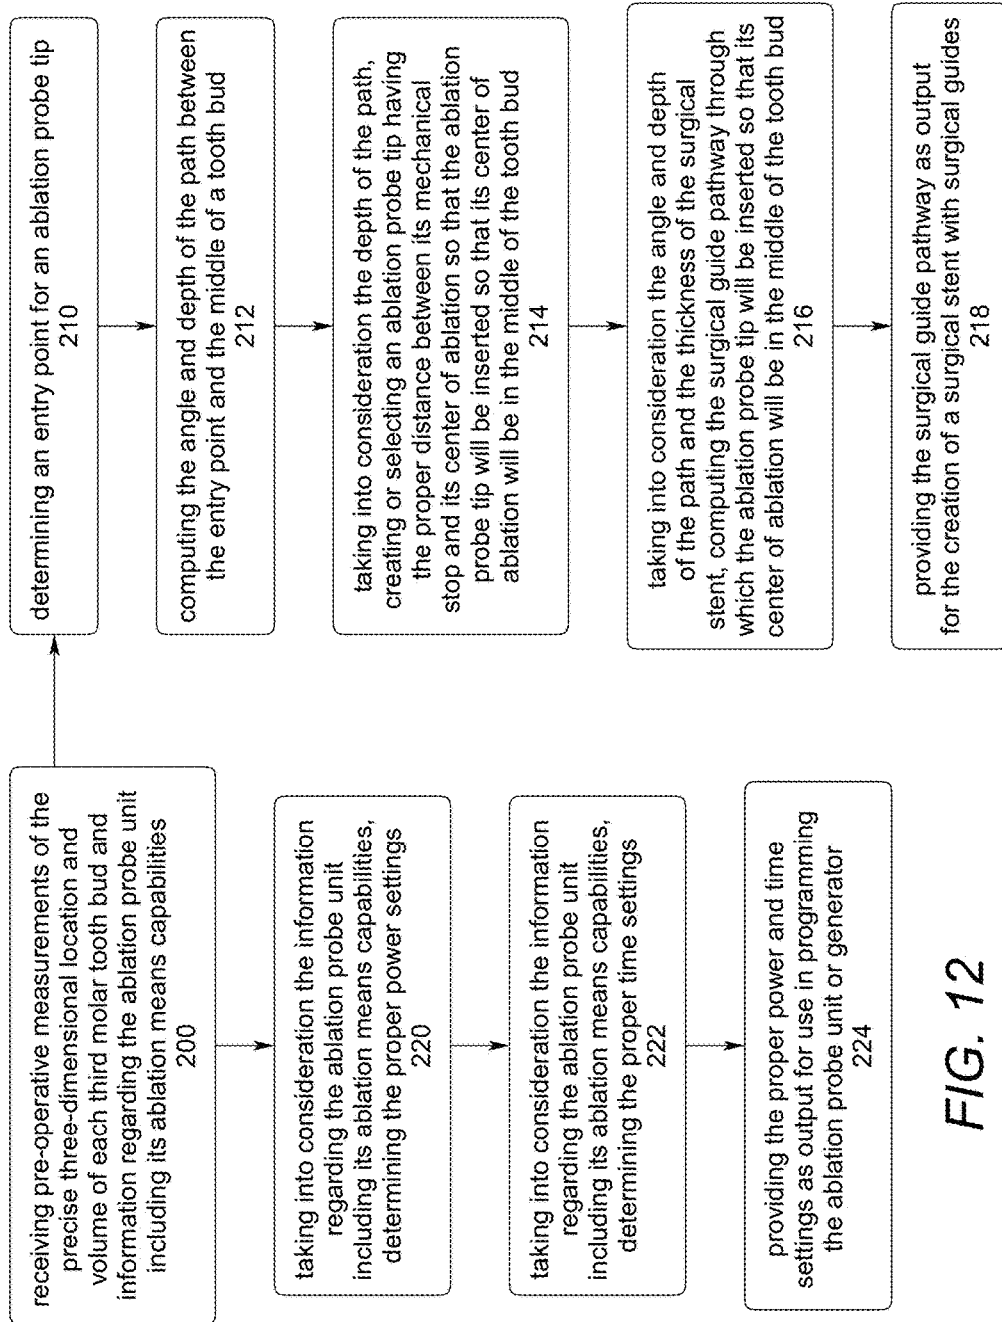 receiving pre-operative measurements of the
precise three-dimensional location and
volume of each third molar tooth bud and
information regarding the ablation probe unit
including its ablation means capabilities
200
taking into consideration the information
regarding the ablation probe unit
including its ablation means capabilities,
determining the proper power settings
220
taking into consideration the information
regarding the ablation probe unit
including its ablation means capabilities,
determining the proper time settings
222
providing the proper power and time
settings as output for use in programming
the ablation probe unit or generator
224
determining an entry point for an ablation probe tip
210
computing the angle and depth of the path between
the entry point and the middle of a tooth bud
212
taking into consideration the depth of the path,
creating or selecting an ablation probe tip having
the proper distance between its mechanical
stop and its center of ablation so that the ablation
probe tip will be inserted so that its center of
ablation will be in the middle of the tooth bud
214
taking into consideration the angle and depth
of the path and the thickness of the surgical
stent, computing the surgical guide pathway through
which the ablation probe tip will be inserted so that its
center of ablation will be in the middle of the tooth bud
216
providing the surgical guide pathway as output
for the creation of a surgical stent with surgical guides
218
FIG. 12